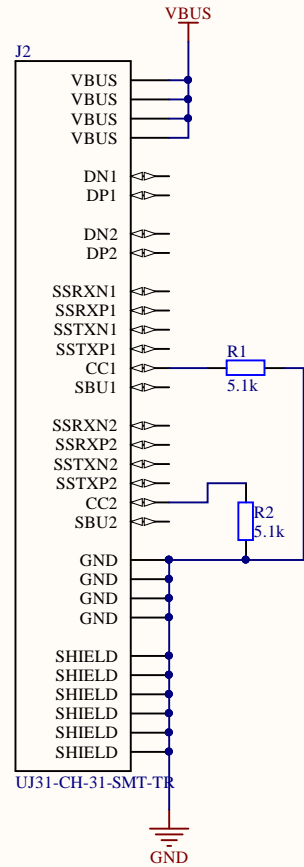 VBUS
J2
VBUS
VBUS
VBUS
VBUS
DN1
DP1
DN2
DP2
SSRXN1
SSRXP1
SSTXN1
SSTXP1
R1
CC1
5.1k
SBU1
SSRXN2
SSRXP2
SSTXN2
SSTXP2
CC2
R2
SBU2
5.1k
GND
GND
GND
GND
SHIELD
SHIELD
SHIELD
SHIELD
SHIELD
SHIELD
UJ31-CH-31-SMT-TR
GND